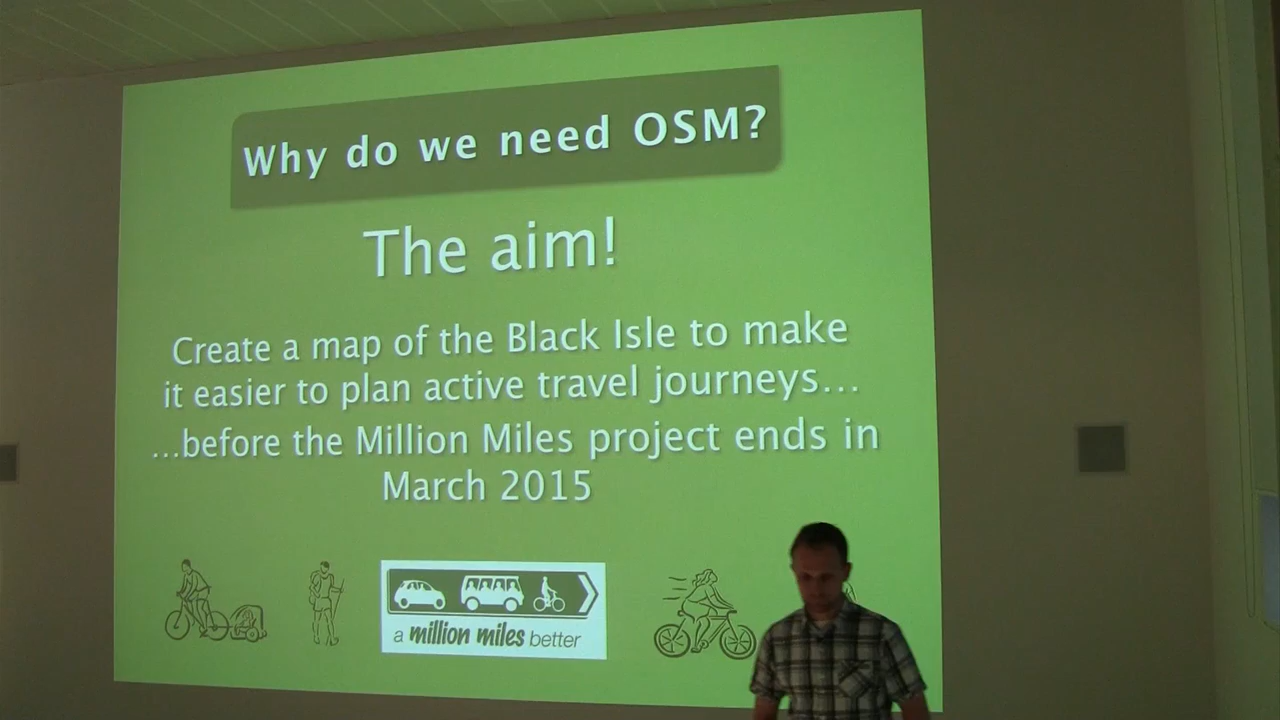 Why do we need OSM?
The aim!
Create a map of the Black Isle to make
it easier to plan active travel journeys...
...before the Million Miles project ends in
March 2015
a million miles better